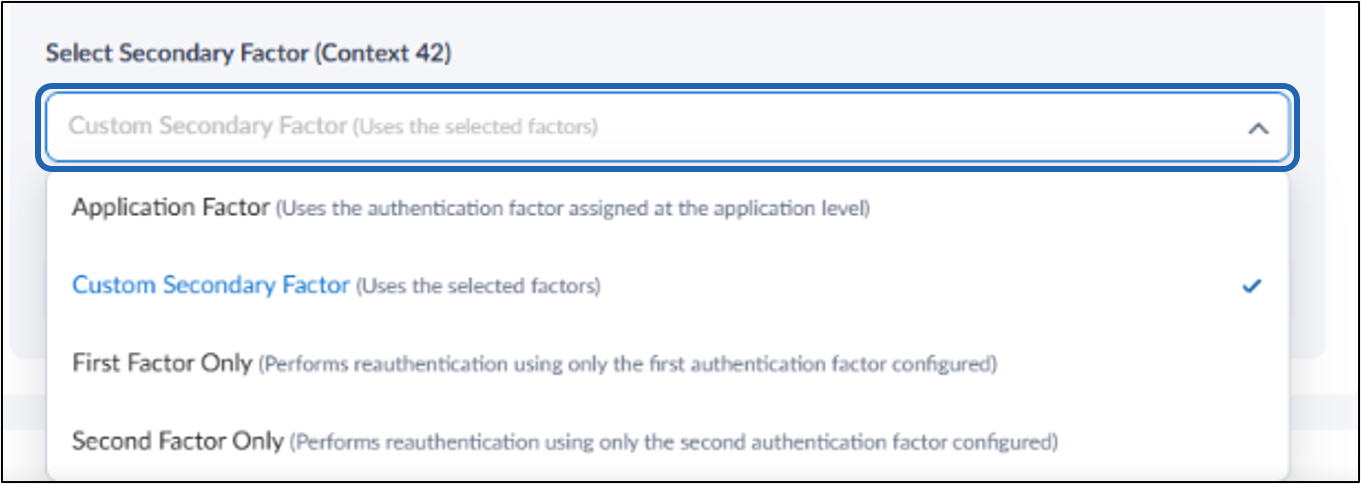 Select Secondary Factor (Context 42)
Custom Secondary Factor (Uses the selected factors)
Application Factor (Uses the authentication factor assigned at the application level)
Custom Secondary Factor (Uses the selected factors)
First Factor Only (Performs reauthentication using only the first authentication factor configured)
Second Factor Only (Performs reauthentication using only the second authentication factor configured)